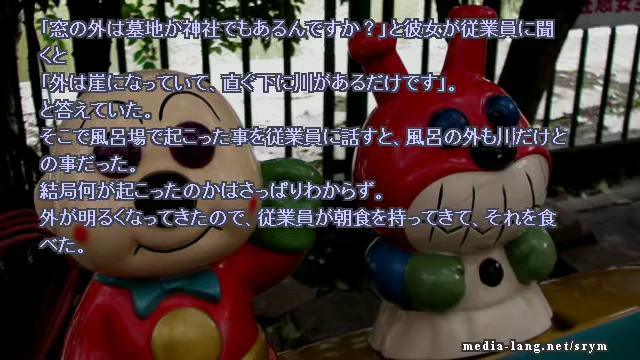 「窓の外は墓地か神社でもあるんですか？」と彼女が従業員に聞
くと
「外は崖になっていて、直ぐ下に川があるだけです」。
と答えていた。
そこで風呂場で起こった事を従業員に話すと、風呂の外も川だけと
の事だった。
結局何が起こったのかはさっぱりわからず。
外が明るくなってきたので、従業員が朝食を持ってきて、それを食
べた。
media-lang.net/srym